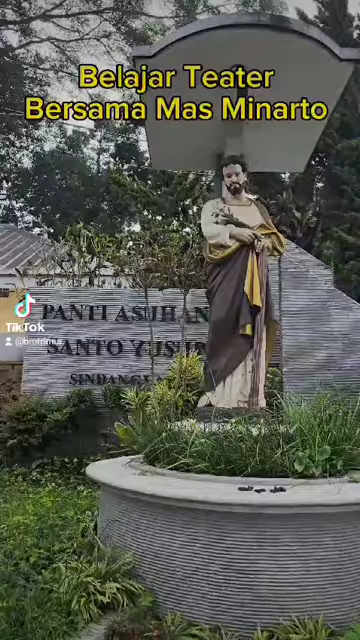 Belajar Teater
Bersama Mas Minarto
PANTI ASUHAN
SANTO YUSUP
TikTok